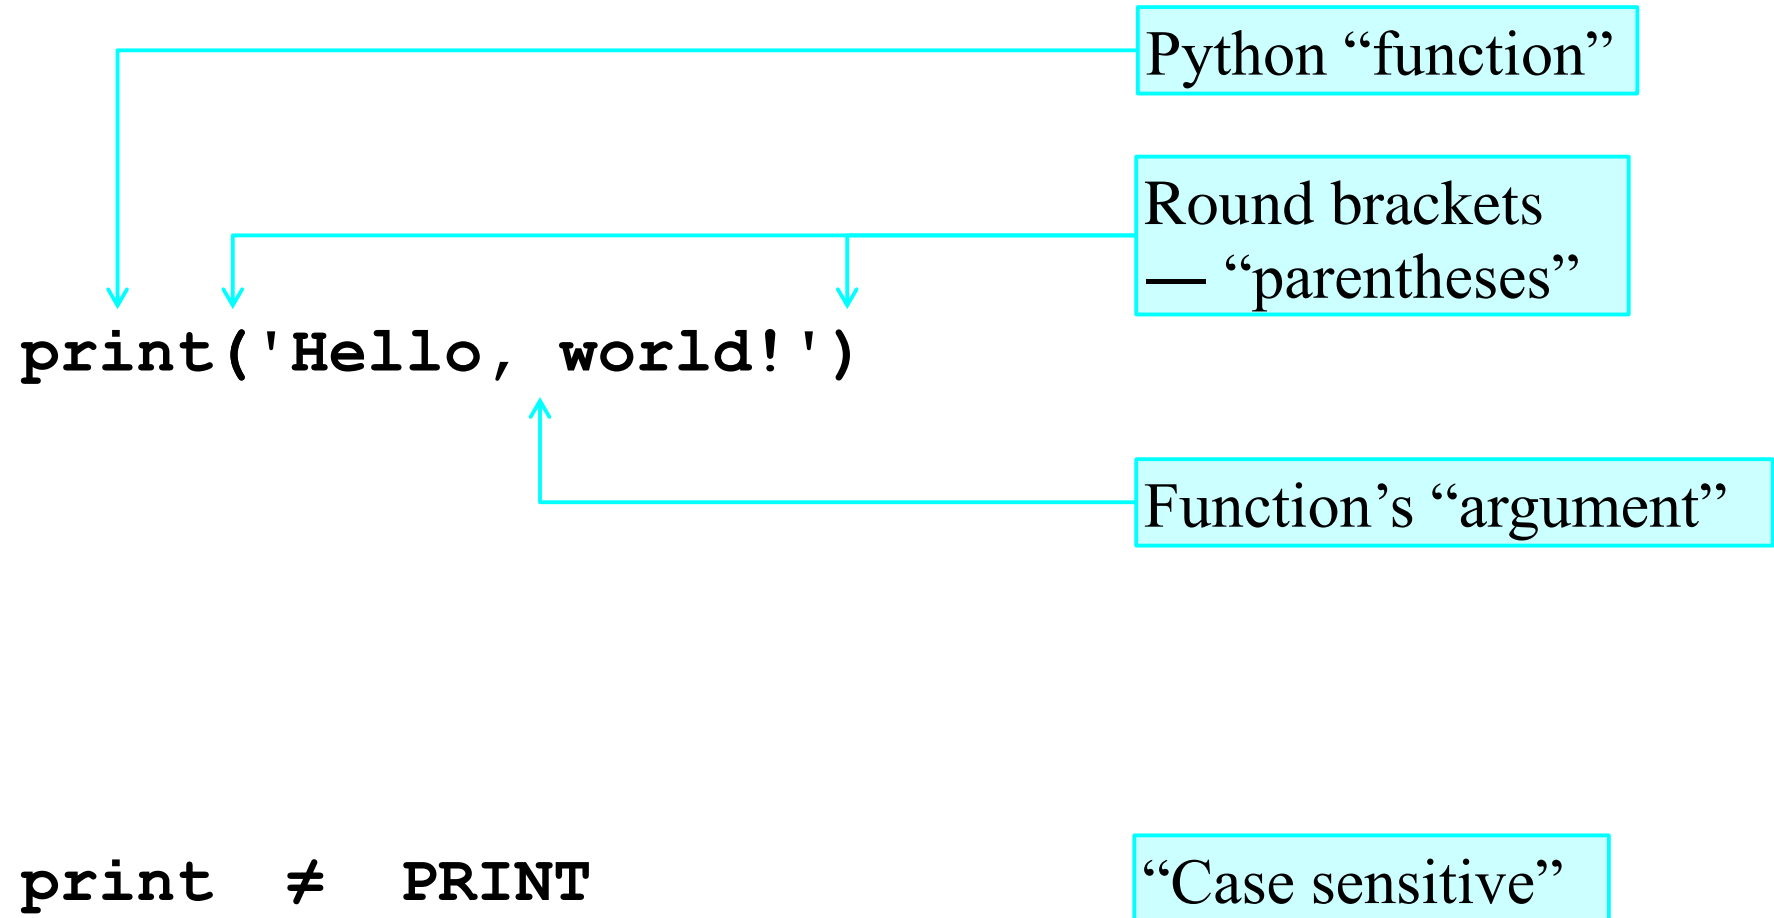 Python “function”
Round brackets
— “parentheses”
print('Hello, world!')
Function’s “argument”
print ≠ PRINT
“Case sensitive”